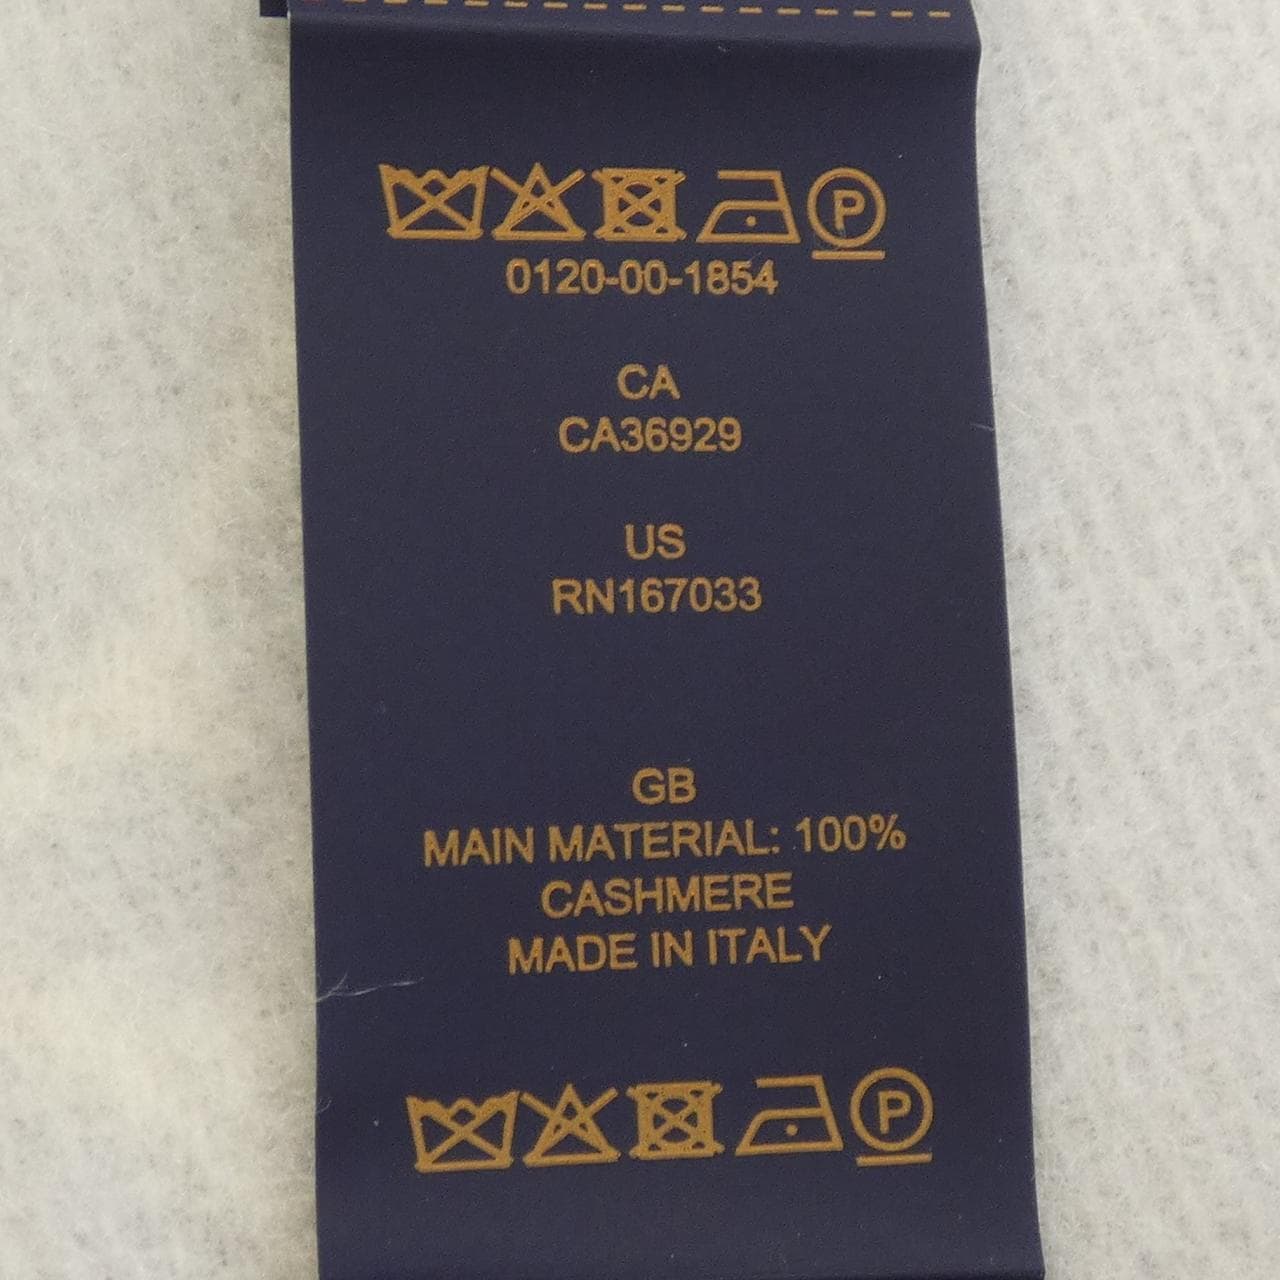 0120-00-1854
CA
CA36929
US
RN167033
GB
MAIN MATERIAL: 100%
CASHMERE
MADE IN ITALY